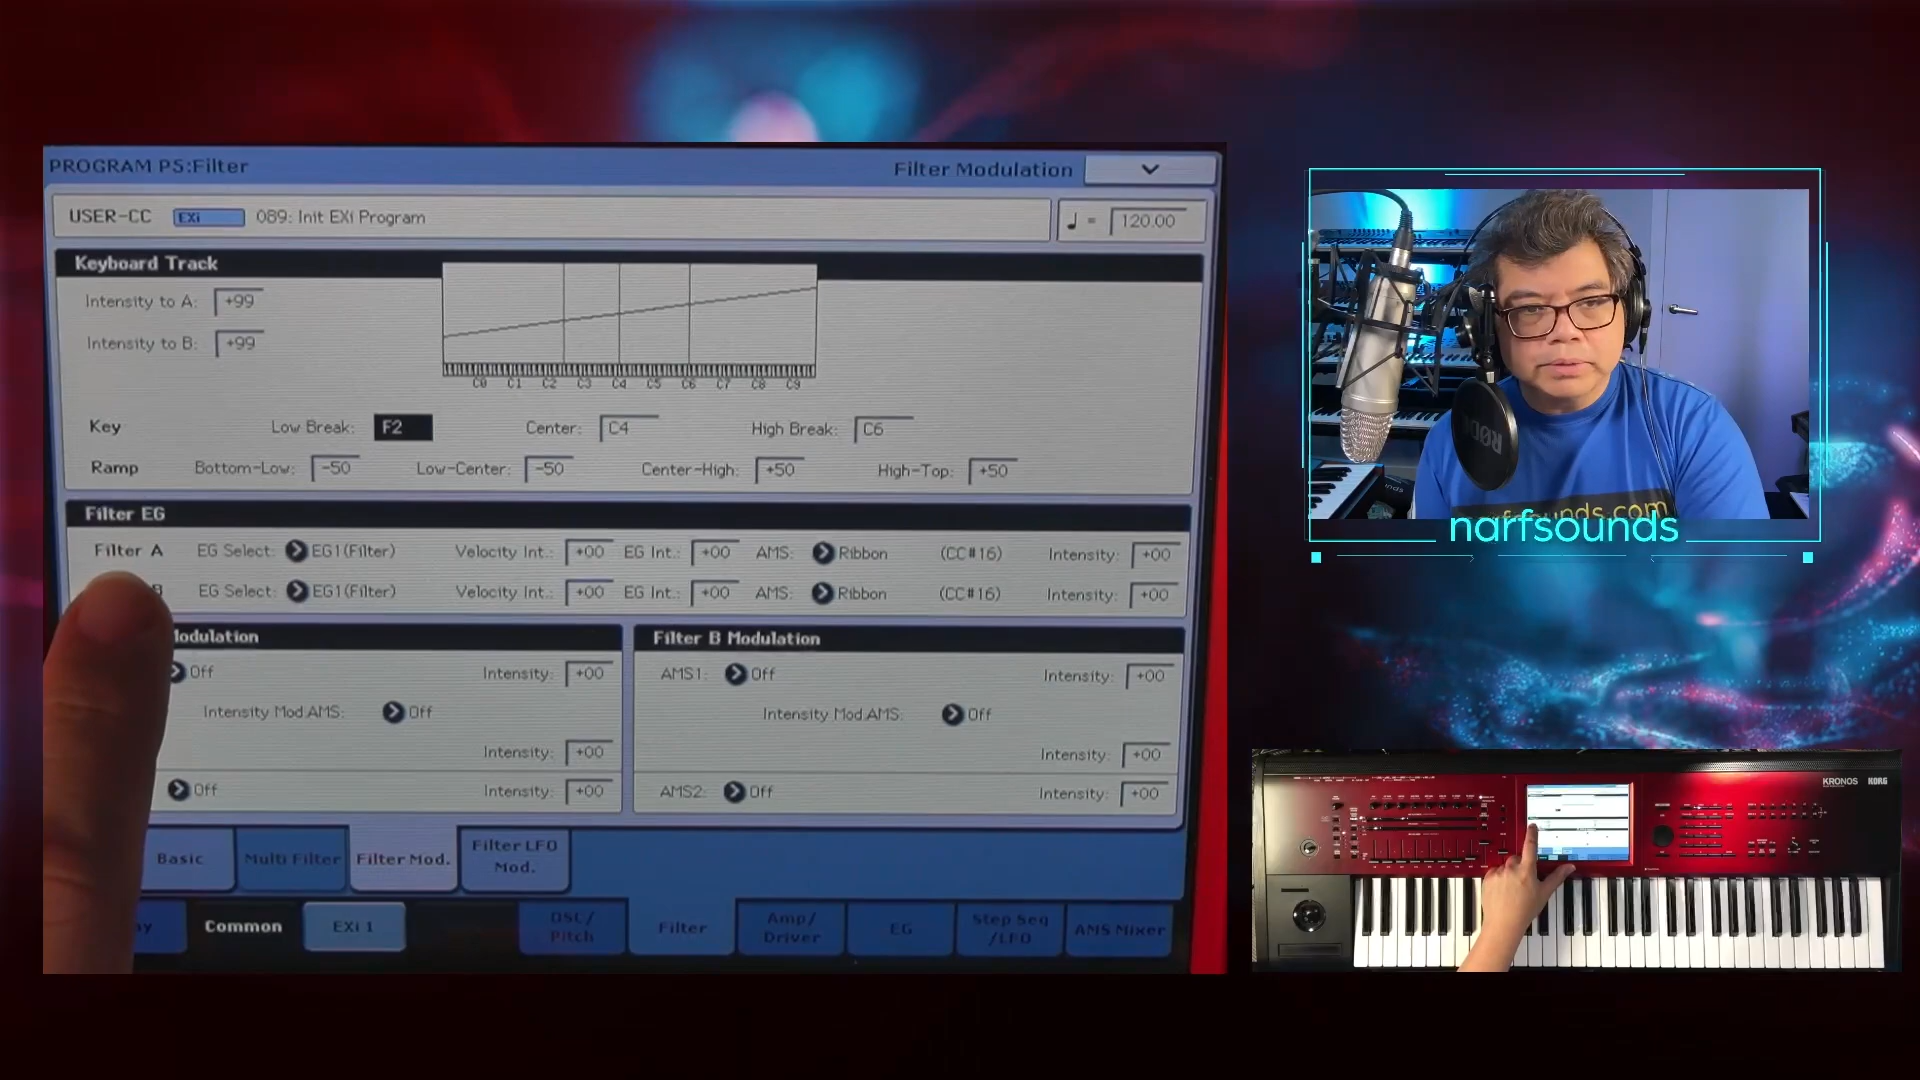 PROGRAM P5:Filter
Filter Modulation
USER-CC EXi 089: Init EXi Program
♩ = 120.00
Keyboard Track
Intensity to A: +99
Intensity to B: +99
C0 C1 C2 C3 C4 C5 C6 C7 C8 C9
Key Low Break: F2 Center: C4 High Break: C6
Ramp Bottom-Low: -50 Low-Center: -50 Center-High: +50 High-Top: +50
Filter EG
Filter A EG Select: EG1(Filter) Velocity Int.: +00 EG Int.: +00 AMS: Ribbon (CC#16) Intensity: +00
B EG Select: EG1(Filter) Velocity Int.: +00 EG Int.: +00 AMS: Ribbon (CC#16) Intensity: +00
Modulation
Off Intensity: +00
Intensity Mod.AMS: Off
Intensity: +00
Off Intensity: +00
Filter B Modulation
AMS1: Off Intensity: +00
Intensity Mod.AMS: Off
Intensity: +00
AMS2: Off Intensity: +00
Basic Multi Filter Filter Mod. Filter LFO Mod.
Common EXi 1 OSC/ Pitch Filter Amp/ Driver EG Step Seq /LFO AMS Mixer
RØDE
narfsounds.com
narfsounds
KRONOS KORG